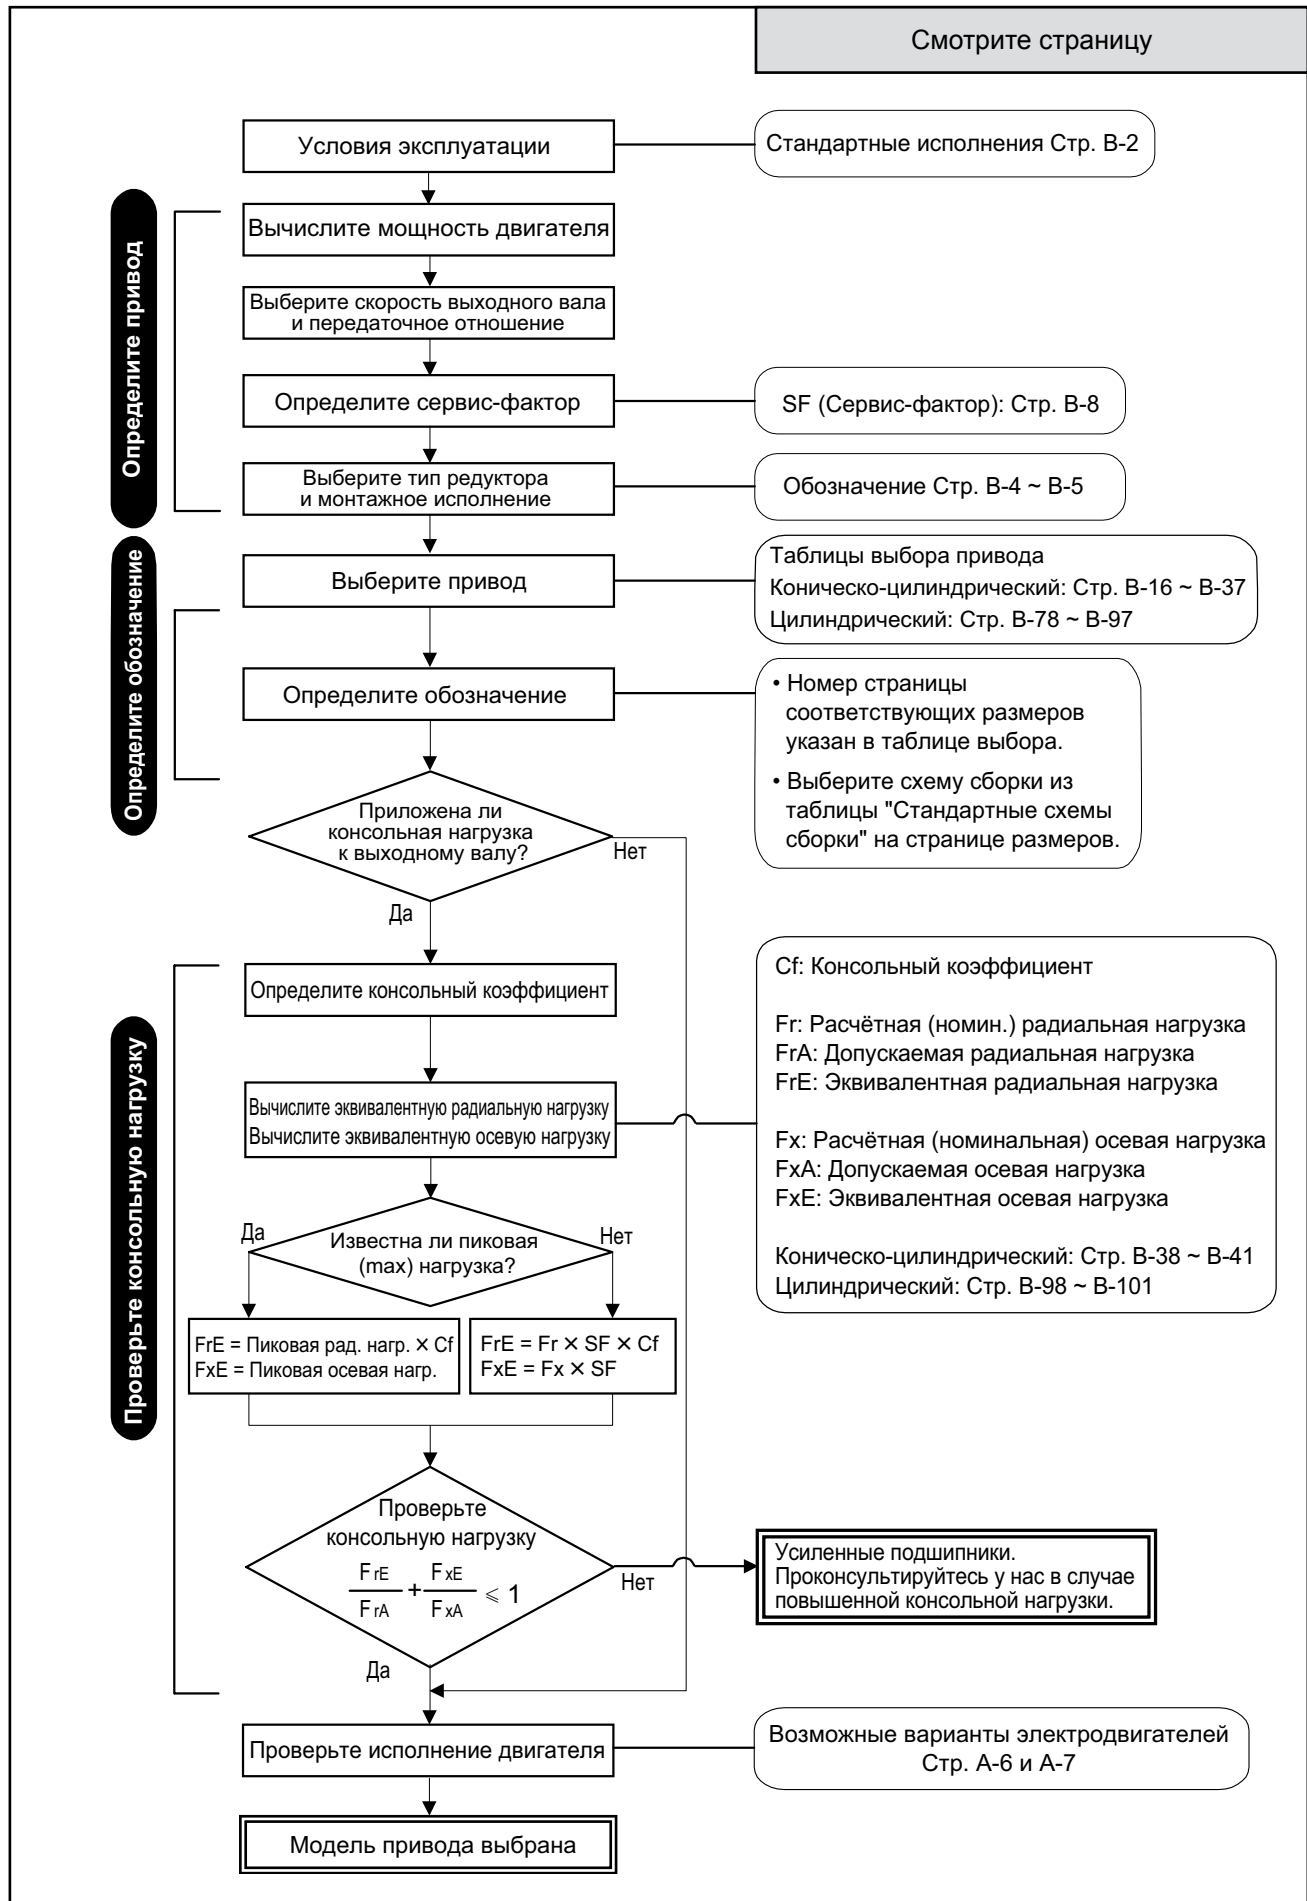 Смотрите страницу
Условия эксплуатации
Стандартные исполнения Стр. B-2
Определите привод
Вычислите мощность двигателя
Выберите скорость выходного вала
и передаточное отношение
Определите сервис-фактор
SF (Сервис-фактор): Стр. B-8
Выберите тип редуктора
и монтажное исполнение
Обозначение Стр. B-4 ~ B-5
Определите обозначение
Выберите привод
Таблицы выбора привода
Коническо-цилиндрический: Стр. B-16 ~ B-37
Цилиндрический: Стр. B-78 ~ B-97
Определите обозначение
• Номер страницы
соответствующих размеров
указан в таблице выбора.
• Выберите схему сборки из
таблицы "Стандартные схемы
сборки" на странице размеров.
Приложена ли
консольная нагрузка
к выходному валу?
Нет
Да
Проверьте консольную нагрузку
Определите консольный коэффициент
Cf: Консольный коэффициент
Fr: Расчётная (номин.) радиальная нагрузка
FrA: Допускаемая радиальная нагрузка
FrE: Эквивалентная радиальная нагрузка
Fx: Расчётная (номинальная) осевая нагрузка
FxA: Допускаемая осевая нагрузка
FxE: Эквивалентная осевая нагрузка
Коническо-цилиндрический: Стр. B-38 ~ B-41
Цилиндрический: Стр. B-98 ~ B-101
Вычислите эквивалентную радиальную нагрузку
Вычислите эквивалентную осевую нагрузку
Да
Нет
Известна ли пиковая
(max) нагрузка?
FrE = Пиковая рад. нагр. × Cf
FxE = Пиковая осевая нагр.
FrE = Fr × SF × Cf
FxE = Fx × SF
Проверьте
консольную нагрузку
FrE/FrA + FxE/FxA ⩽ 1
Нет
Да
Усиленные подшипники.
Проконсультируйтесь у нас в случае
повышенной консольной нагрузки.
Проверьте исполнение двигателя
Возможные варианты электродвигателей
Стр. A-6 и A-7
Модель привода выбрана